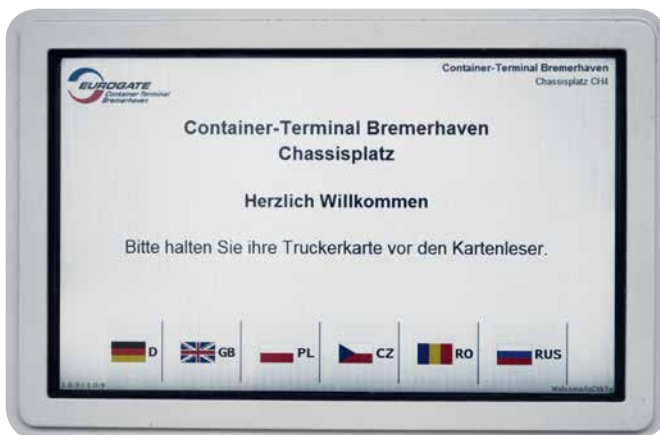 EUROGATE
Container Terminal
Bremerhaven
Container-Terminal Bremerhaven
Chassisplatz CH4
Container-Terminal Bremerhaven
Chassisplatz
Herzlich Willkommen
Bitte halten Sie ihre Truckerkarte vor den Kartenleser.
D GB PL CZ RO RUS